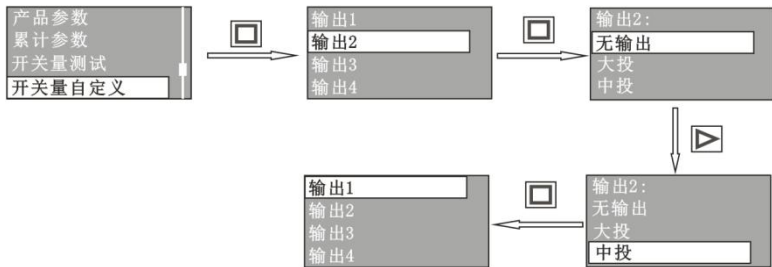 产品参数
累计参数
开关量测试
开关量自定义
输出1
输出2
输出3
输出4
输出2:
无输出
大投
中投
输出1
输出2
输出3
输出4
输出2:
无输出
大投
中投